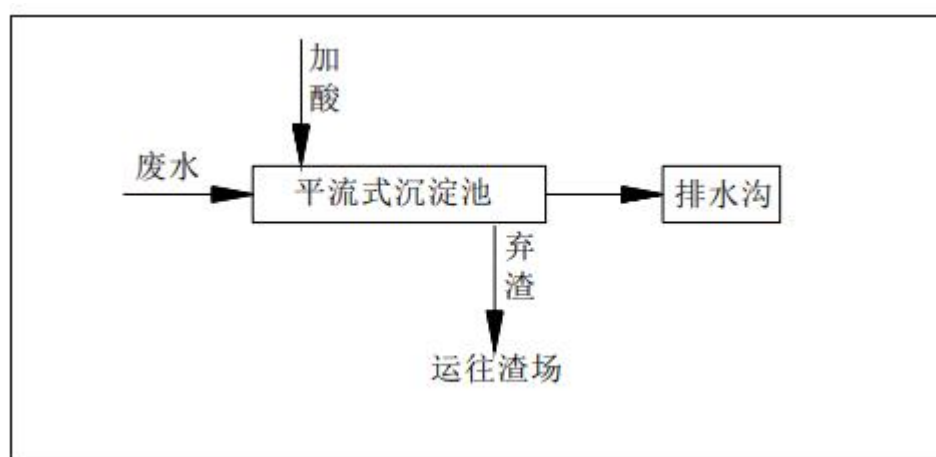 加酸
废水
平流式沉淀池
排水沟
弃渣
运往渣场